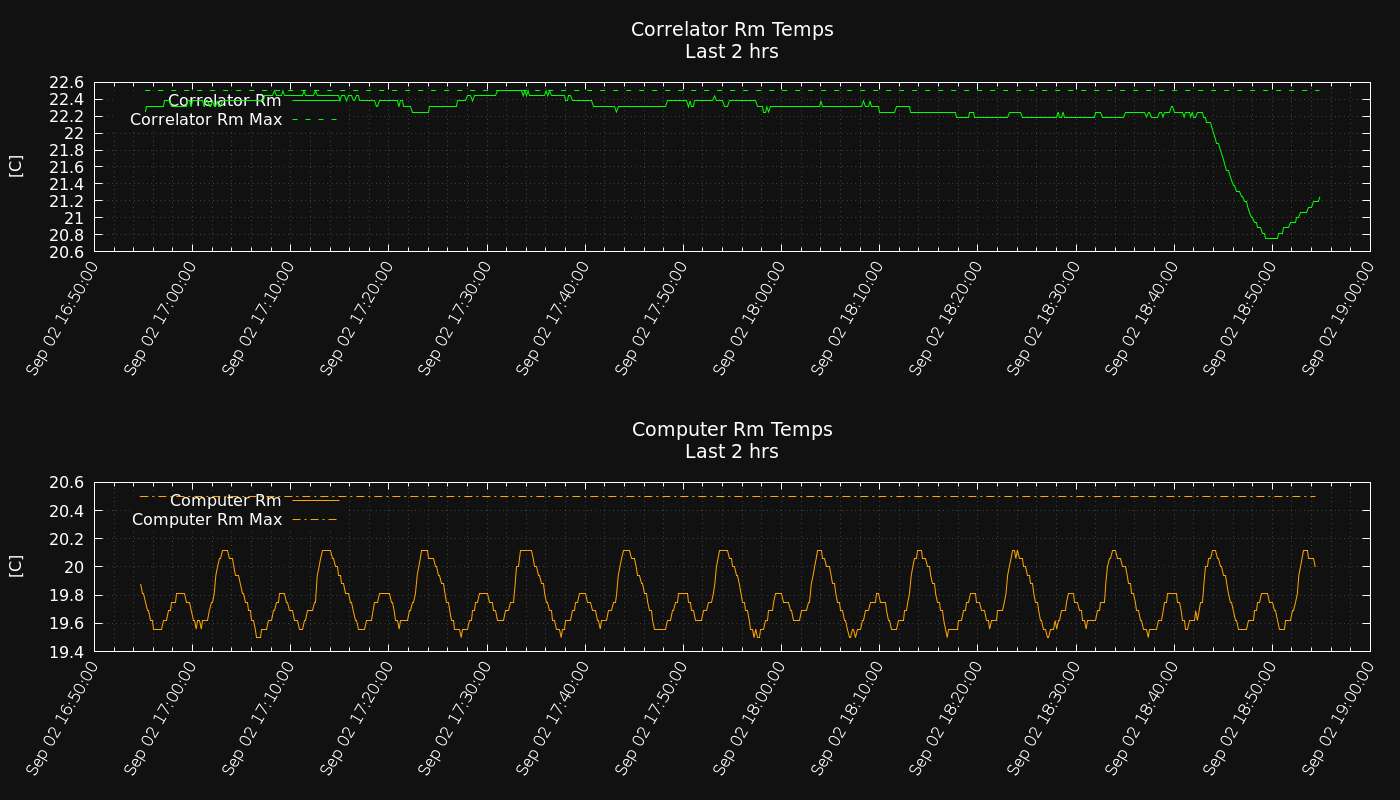 Correlator Rm Temps
Last 2 hrs
22.6
22.4
22.2
22
21.8
21.6
21.4
21.2
21
20.8
20.6
[C]
Correlator Rm
Correlator Rm Max
Sep 02 16:50:00
Sep 02 17:00:00
Sep 02 17:10:00
Sep 02 17:20:00
Sep 02 17:30:00
Sep 02 17:40:00
Sep 02 17:50:00
Sep 02 18:00:00
Sep 02 18:10:00
Sep 02 18:20:00
Sep 02 18:30:00
Sep 02 18:40:00
Sep 02 18:50:00
Sep 02 19:00:00
Computer Rm Temps
Last 2 hrs
20.6
20.4
20.2
20
19.8
19.6
19.4
[C]
Computer Rm
Computer Rm Max
Sep 02 16:50:00
Sep 02 17:00:00
Sep 02 17:10:00
Sep 02 17:20:00
Sep 02 17:30:00
Sep 02 17:40:00
Sep 02 17:50:00
Sep 02 18:00:00
Sep 02 18:10:00
Sep 02 18:20:00
Sep 02 18:30:00
Sep 02 18:40:00
Sep 02 18:50:00
Sep 02 19:00:00